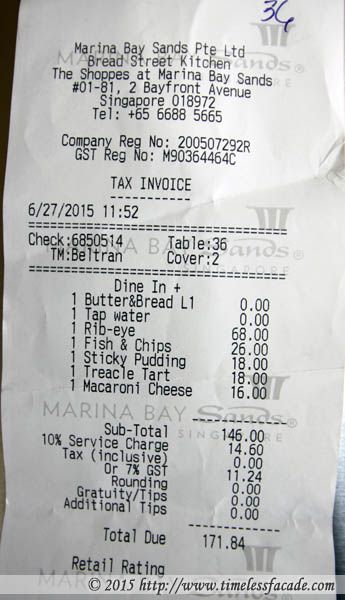 36
Marina Bay Sands Pte Ltd
Bread Street Kitchen
The Shoppes at Marina Bay Sands
#01-81, 2 Bayfront Avenue
Singapore 018972
Tel: +65 6688 5665
Company Reg No: 200507292R
GST Reg No: M90364464C
TAX INVOICE
6/27/2015 11:52
Check:6850514 Table:36
TM:Beltran Cover:2
Dine In +
1 Butter&Bread L1 0.00
1 Tap water 0.00
1 Rib-eye 68.00
1 Fish & Chips 26.00
1 Sticky Pudding 18.00
1 Treacle Tart 18.00
1 Macaroni Cheese 16.00
MARINA BAY Sands®
SINGAPORE
Sub-Total 146.00
10% Service Charge 14.60
Tax (inclusive) 0.00
Or 7% GST 11.24
Rounding 0.00
Gratuity/Tips 0.00
Additional Tips 0.00
Total Due 171.84
Retail Rating
© 2015 http://www.timelessfacade.com